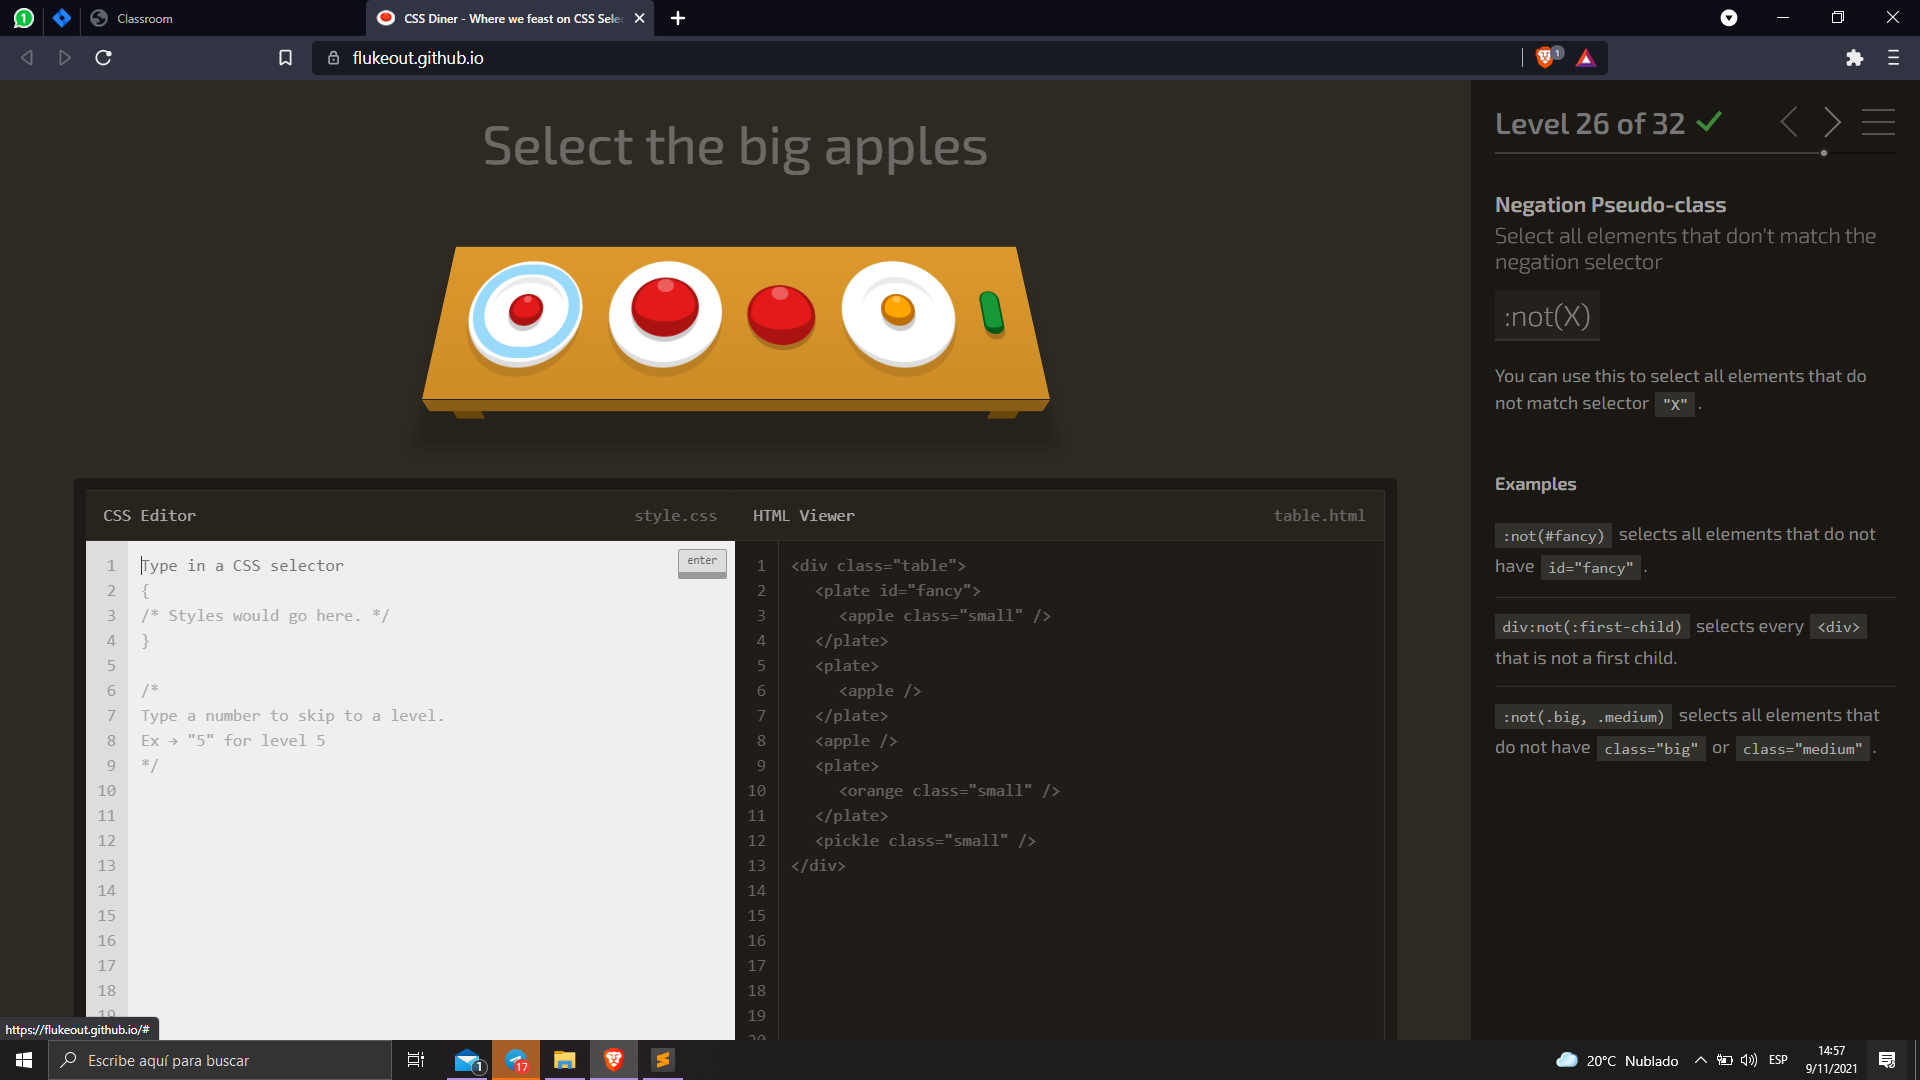 1
Classroom
CSS Diner - Where we feast on CSS Sele
flukeout.github.io
1
Select the big apples
Level 26 of 32
Negation Pseudo-class
Select all elements that don't match the
negation selector
:not(X)
You can use this to select all elements that do
not match selector "X" .
Examples
:not(#fancy) selects all elements that do not
have id="fancy" .
div:not(:first-child) selects every <div>
that is not a first child.
:not(.big, .medium) selects all elements that
do not have class="big" or class="medium" .
CSS Editor style.css
enter
1 Type in a CSS selector
2 {
3 /* Styles would go here. */
4 }
5
6 /*
7 Type a number to skip to a level.
8 Ex → "5" for level 5
9 */
10
11
12
13
14
15
16
17
18
19
HTML Viewer table.html
1 <div class="table">
2 <plate id="fancy">
3 <apple class="small" />
4 </plate>
5 <plate>
6 <apple />
7 </plate>
8 <apple />
9 <plate>
10 <orange class="small" />
11 </plate>
12 <pickle class="small" />
13 </div>
14
15
16
17
18
19
20
https://flukeout.github.io/#
Escribe aquí para buscar
1
17
20°C Nublado
ESP
14:57
9/11/2021